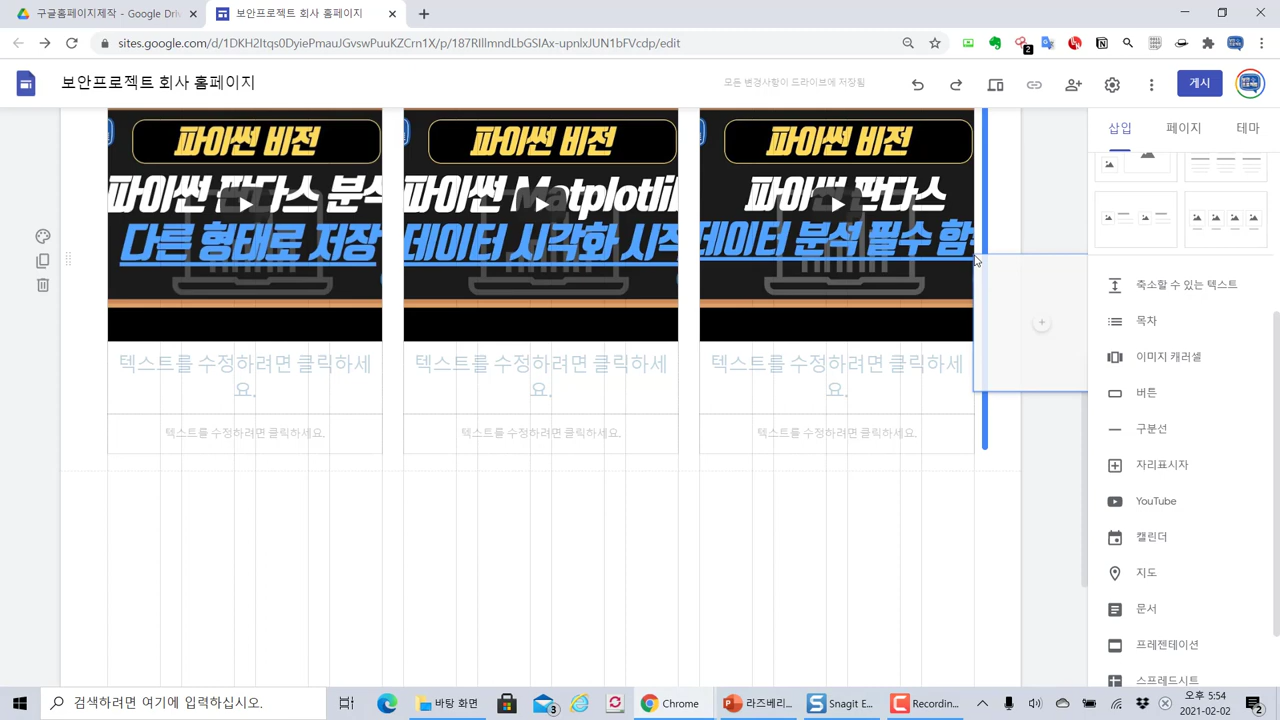 구글홈페이지제작 - Google Driv
보안프로젝트 회사 홈페이지
sites.google.com/d/1DKH2Itqs0DyiePmauJGvswPuuKZCrn1X/p/187RIllmndLbGSIAx-upnlxJUN1bFVcdp/edit
2
보안프로젝트 회사 홈페이지
모든 변경사항이 드라이브에 저장됨
게시
삽입
페이지
테마
파이썬 비전
파이썬 판다스 분석
다른 형태로 저장
파이썬 비전
파이썬 Matplotlib
데이터 시각화 시작
파이썬 비전
파이썬 판다스
데이터 분석 필수 함
텍스트를 수정하려면 클릭하세
요.
텍스트를 수정하려면 클릭하세
요.
텍스트를 수정하려면 클릭하세
요.
텍스트를 수정하려면 클릭하세요.
텍스트를 수정하려면 클릭하세요.
텍스트를 수정하려면 클릭하세요.
축소할 수 있는 텍스트
목차
이미지 캐러셀
버튼
구분선
자리표시자
YouTube
캘린더
지도
문서
프레젠테이션
스프레드시트
검색하려면 여기에 입력하십시오.
3
바탕 화면
Chrome
라즈베리...
Snagit E...
Recordin...
오후 5:54
2021-02-02
2